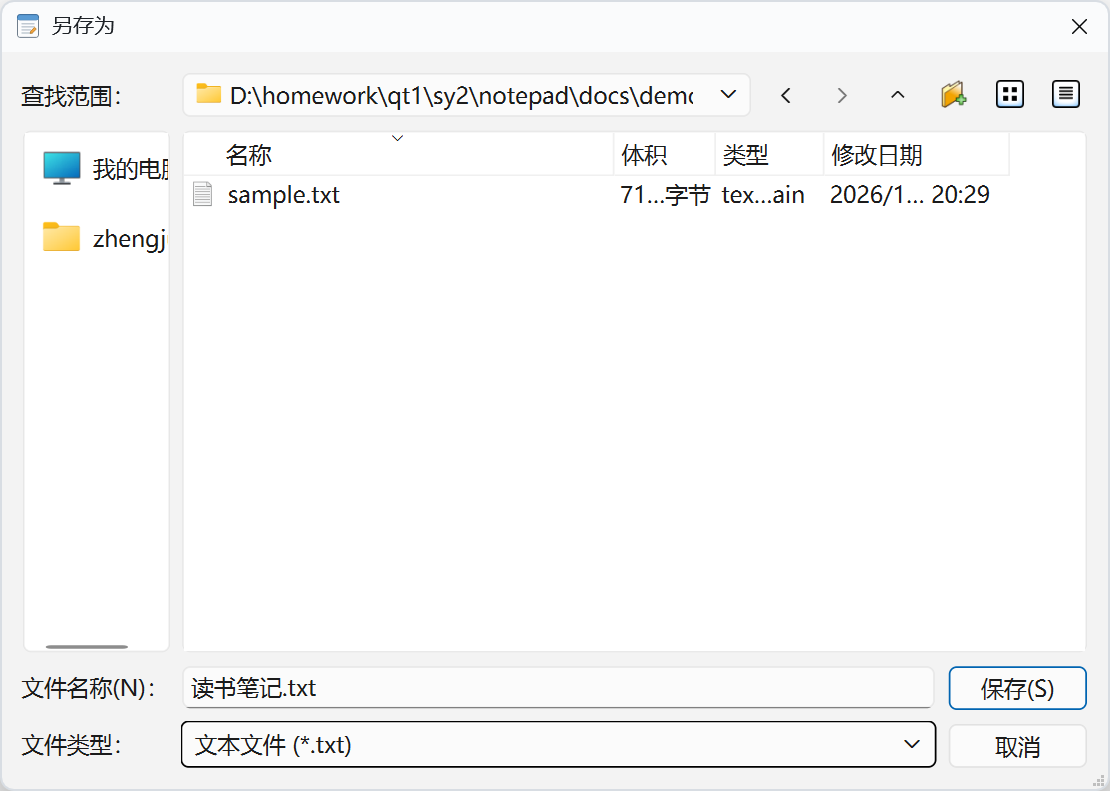 另存为
查找范围：
D:\homework\qt1\sy2\notepad\docs\demo
我的电脑
zhengj
名称 体积 类型 修改日期
sample.txt 71...字节 tex...ain 2026/1... 20:29
文件名称(N)： 读书笔记.txt 保存(S)
文件类型： 文本文件 (*.txt) 取消